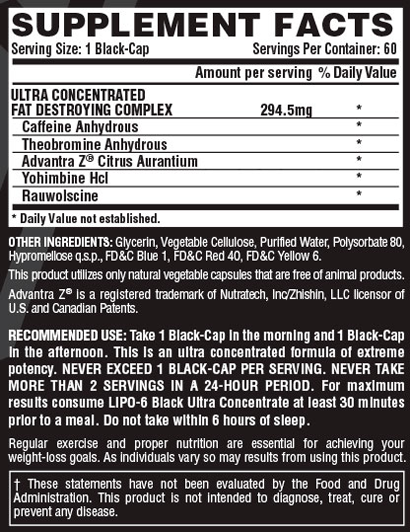 SUPPLEMENT FACTS
Serving Size: 1 Black-Cap Servings Per Container: 60
Amount per serving % Daily Value
ULTRA CONCENTRATED
FAT DESTROYING COMPLEX 294.5mg *
Caffeine Anhydrous *
Theobromine Anhydrous *
Advantra Z® Citrus Aurantium *
Yohimbine Hcl *
Rauwolscine *
* Daily Value not established.
OTHER INGREDIENTS: Glycerin, Vegetable Cellulose, Purified Water, Polysorbate 80,
Hypromellose q.s.p., FD&C Blue 1, FD&C Red 40, FD&C Yellow 6.
This product utilizes only natural vegetable capsules that are free of animal products.
Advantra Z® is a registered trademark of Nutratech, Inc/Zhishin, LLC licensor of
U.S. and Canadian Patents.
RECOMMENDED USE: Take 1 Black-Cap in the morning and 1 Black-Cap
in the afternoon. This is an ultra concentrated formula of extreme
potency. NEVER EXCEED 1 BLACK-CAP PER SERVING. NEVER TAKE
MORE THAN 2 SERVINGS IN A 24-HOUR PERIOD. For maximum
results consume LIPO-6 Black Ultra Concentrate at least 30 minutes
prior to a meal. Do not take within 6 hours of sleep.
Regular exercise and proper nutrition are essential for achieving your
weight-loss goals. As individuals vary so may results from using this product.
† These statements have not been evaluated by the Food and Drug
Administration. This product is not intended to diagnose, treat, cure or
prevent any disease.